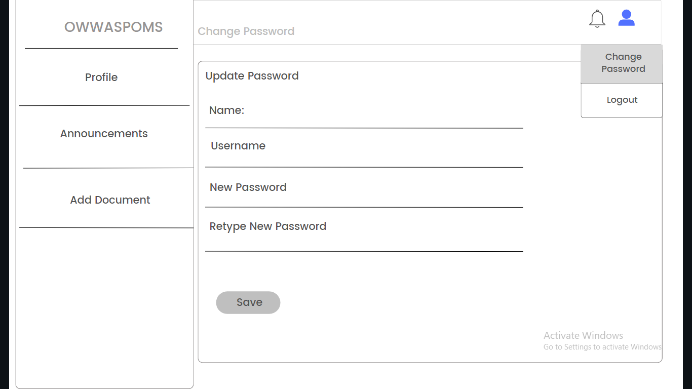 OWWASPOMS
Profile
Announcements
Add Document
Change Password
Change
Password
Logout
Update Password
Name:
Username
New Password
Retype New Password
Save
Activate Windows
Go to Settings to activate Windows